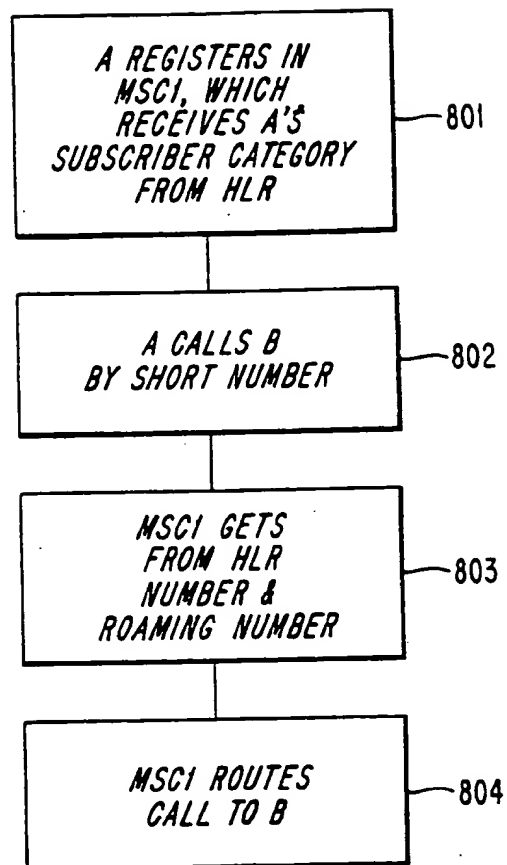 A REGISTERS IN
MSC1, WHICH
RECEIVES A'S
SUBSCRIBER CATEGORY
FROM HLR
801
A CALLS B
BY SHORT NUMBER
802
MSC1 GETS
FROM HLR
NUMBER &
ROAMING NUMBER
803
MSC1 ROUTES
CALL TO B
804